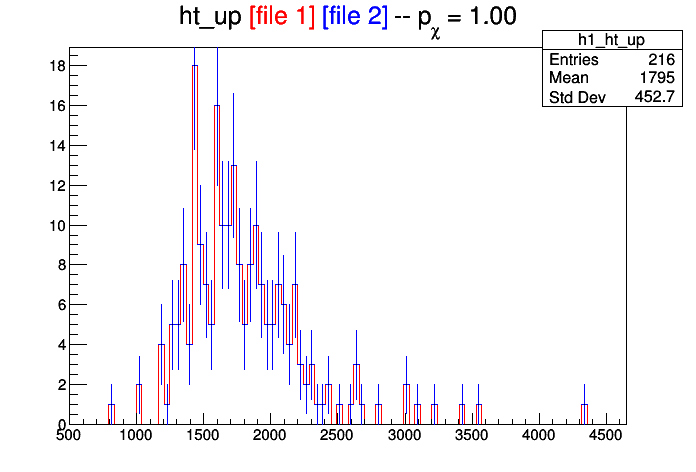 ht_up [file 1] [file 2] -- pχ = 1.00
h1_ht_up
Entries 216
Mean 1795
Std Dev 452.7
18
16
14
12
10
8
6
4
2
0
500 1000 1500 2000 2500 3000 3500 4000 4500